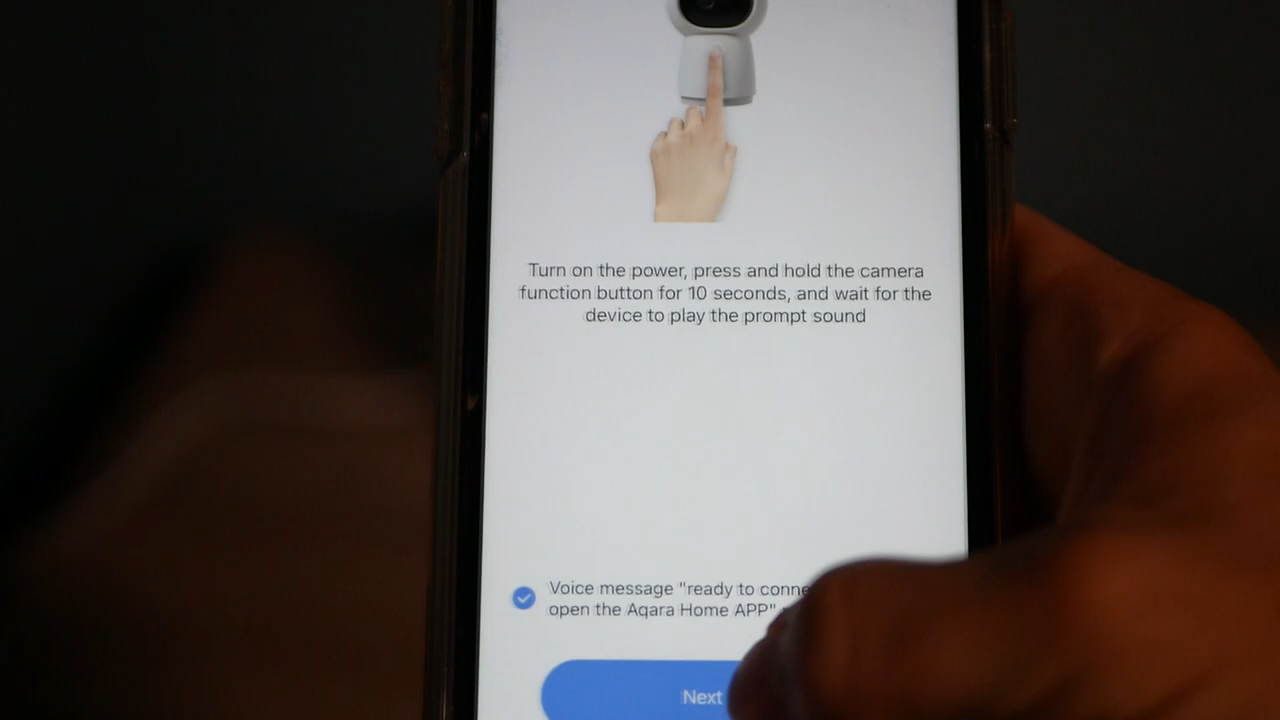 Turn on the power, press and hold the camera
function button for 10 seconds, and wait for the
device to play the prompt sound
Voice message "ready to
open the Aqara Home APP"
Next